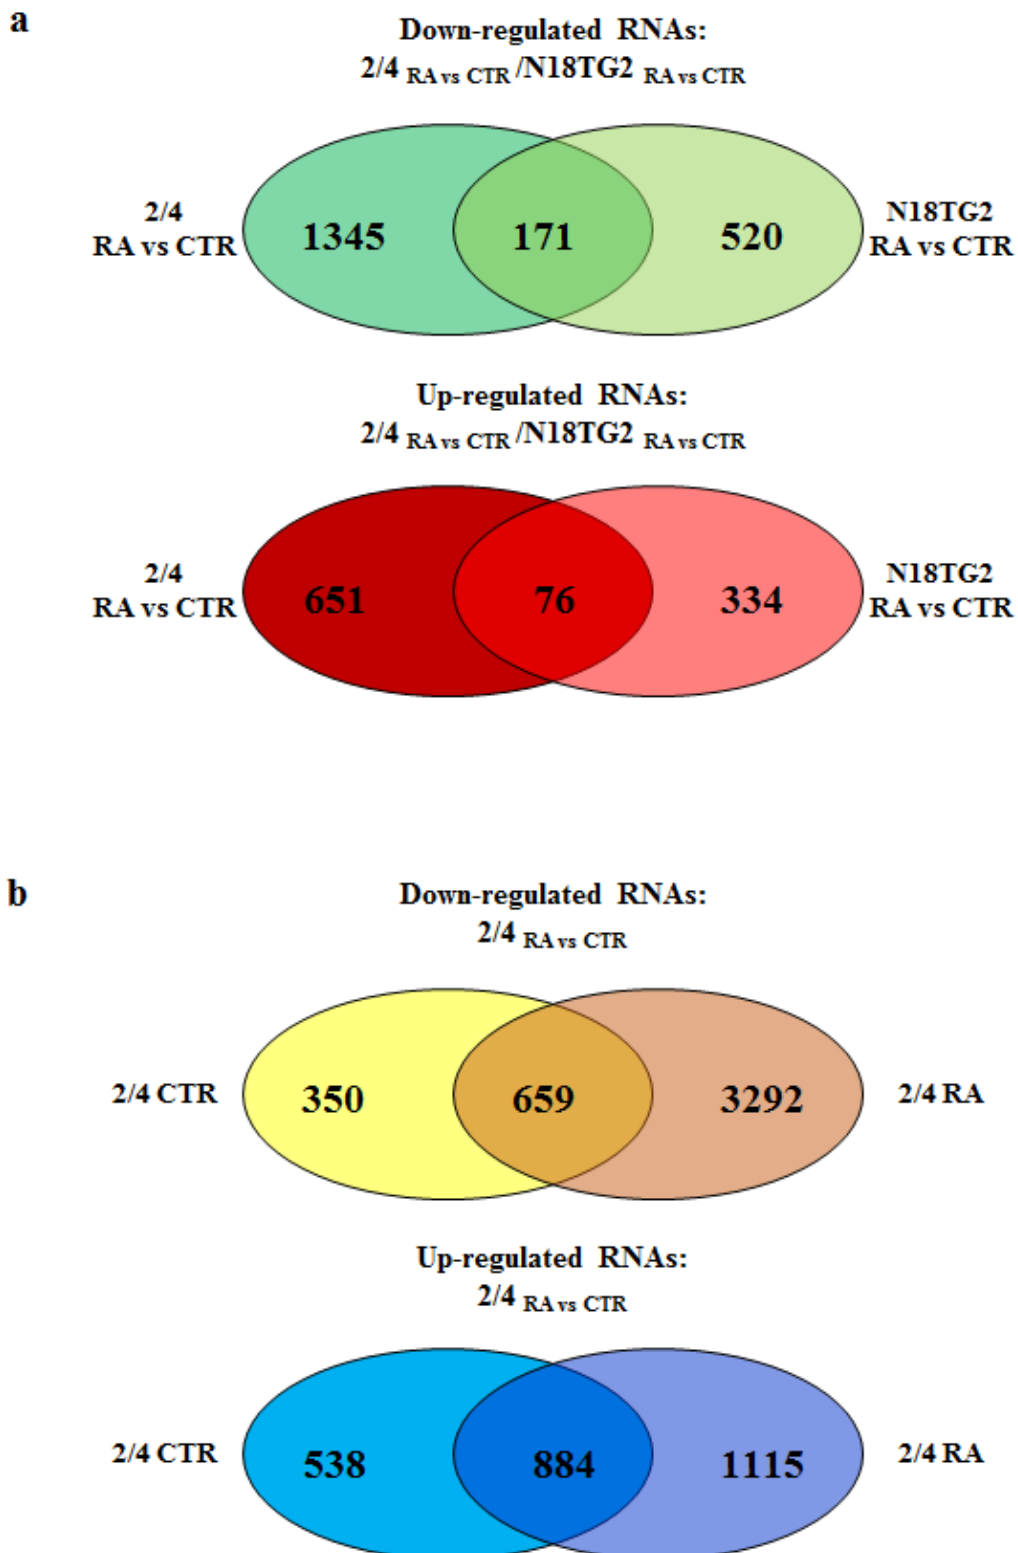 a
Down-regulated RNAs:
2/4 RA vs CTR /N18TG2 RA vs CTR
2/4
RA vs CTR
1345
171
520
N18TG2
RA vs CTR
Up-regulated RNAs:
2/4 RA vs CTR /N18TG2 RA vs CTR
2/4
RA vs CTR
651
76
334
N18TG2
RA vs CTR
b
Down-regulated RNAs:
2/4 RA vs CTR
2/4 CTR
350
659
3292
2/4 RA
Up-regulated RNAs:
2/4 RA vs CTR
2/4 CTR
538
884
1115
2/4 RA